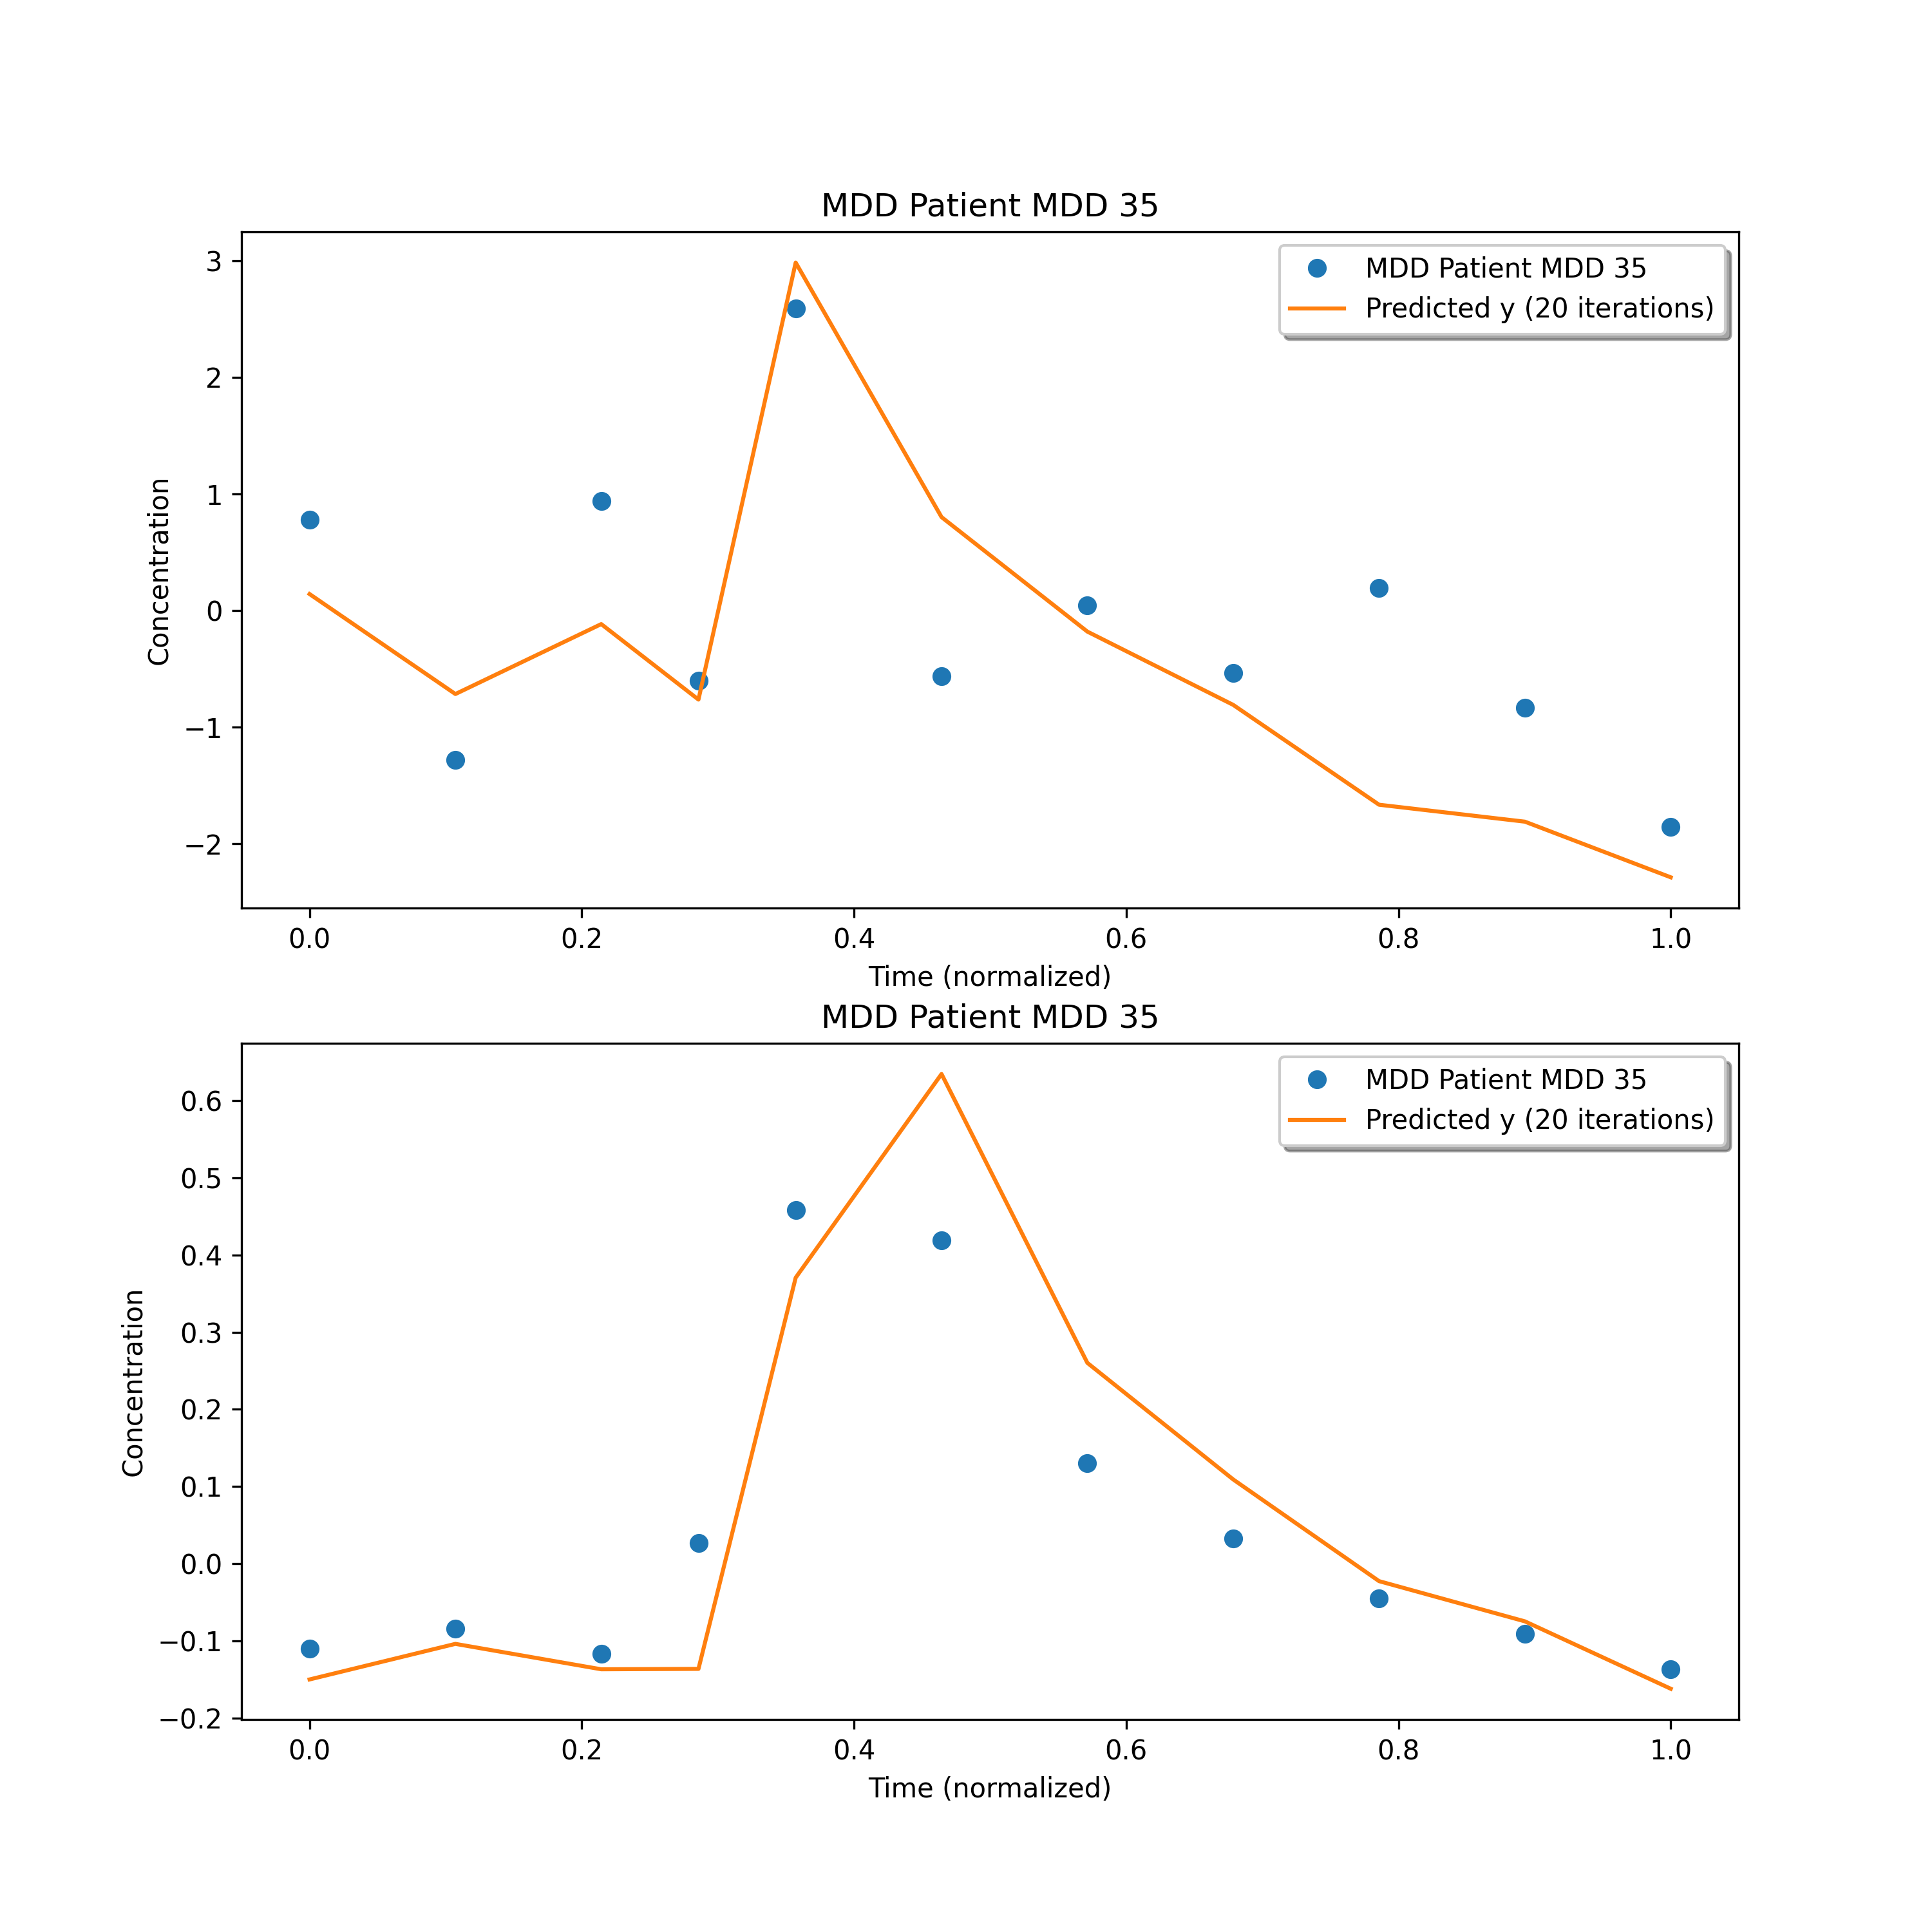 MDD Patient MDD 35
MDD Patient MDD 35
Predicted y (20 iterations)
3
2
1
0
−1
−2
Concentration
0.0 0.2 0.4 0.6 0.8 1.0
Time (normalized)
MDD Patient MDD 35
MDD Patient MDD 35
Predicted y (20 iterations)
0.6
0.5
0.4
0.3
0.2
0.1
0.0
−0.1
−0.2
Concentration
0.0 0.2 0.4 0.6 0.8 1.0
Time (normalized)